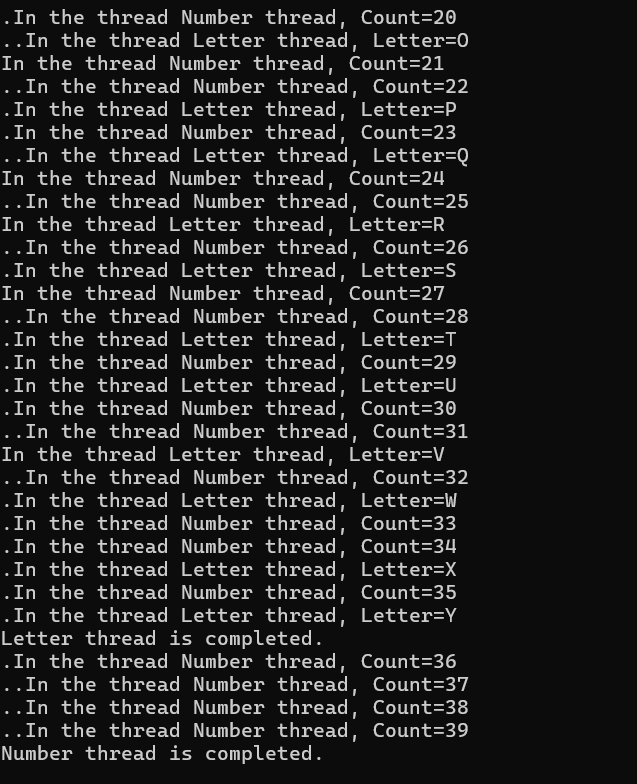 .In the thread Number thread, Count=20
..In the thread Letter thread, Letter=O
In the thread Number thread, Count=21
..In the thread Number thread, Count=22
.In the thread Letter thread, Letter=P
.In the thread Number thread, Count=23
..In the thread Letter thread, Letter=Q
In the thread Number thread, Count=24
..In the thread Number thread, Count=25
In the thread Letter thread, Letter=R
..In the thread Number thread, Count=26
.In the thread Letter thread, Letter=S
In the thread Number thread, Count=27
..In the thread Number thread, Count=28
.In the thread Letter thread, Letter=T
.In the thread Number thread, Count=29
.In the thread Letter thread, Letter=U
.In the thread Number thread, Count=30
..In the thread Number thread, Count=31
In the thread Letter thread, Letter=V
..In the thread Number thread, Count=32
.In the thread Letter thread, Letter=W
.In the thread Number thread, Count=33
.In the thread Number thread, Count=34
.In the thread Letter thread, Letter=X
.In the thread Number thread, Count=35
.In the thread Letter thread, Letter=Y
Letter thread is completed.
.In the thread Number thread, Count=36
..In the thread Number thread, Count=37
..In the thread Number thread, Count=38
..In the thread Number thread, Count=39
Number thread is completed.